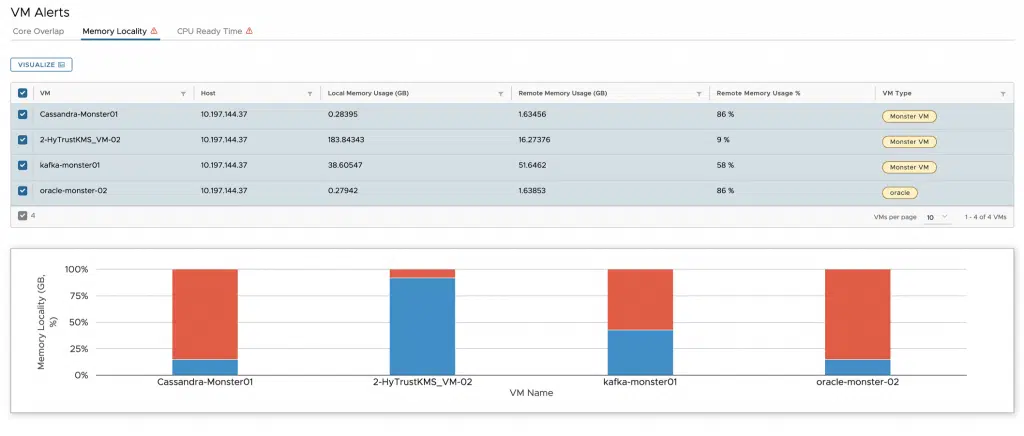 VM Alerts
Core Overlap Memory Locality CPU Ready Time
VISUALIZE
VM Host Local Memory Usage (GB) Remote Memory Usage (GB) Remote Memory Usage % VM Type
Cassandra-Monster01 10.197.144.37 0.28395 1.63456 86 % Monster VM
2-HyTrustKMS_VM-02 10.197.144.37 183.84343 16.27376 9 % Monster VM
kafka-monster01 10.197.144.37 38.60547 51.6462 58 % Monster VM
oracle-monster-02 10.197.144.37 0.27942 1.63853 86 % oracle
4 VMs per page 10 1 - 4 of 4 VMs
Memory Locality (GB, %)
100%
75%
50%
25%
0%
Cassandra-Monster01 2-HyTrustKMS_VM-02 kafka-monster01 oracle-monster-02
VM Name